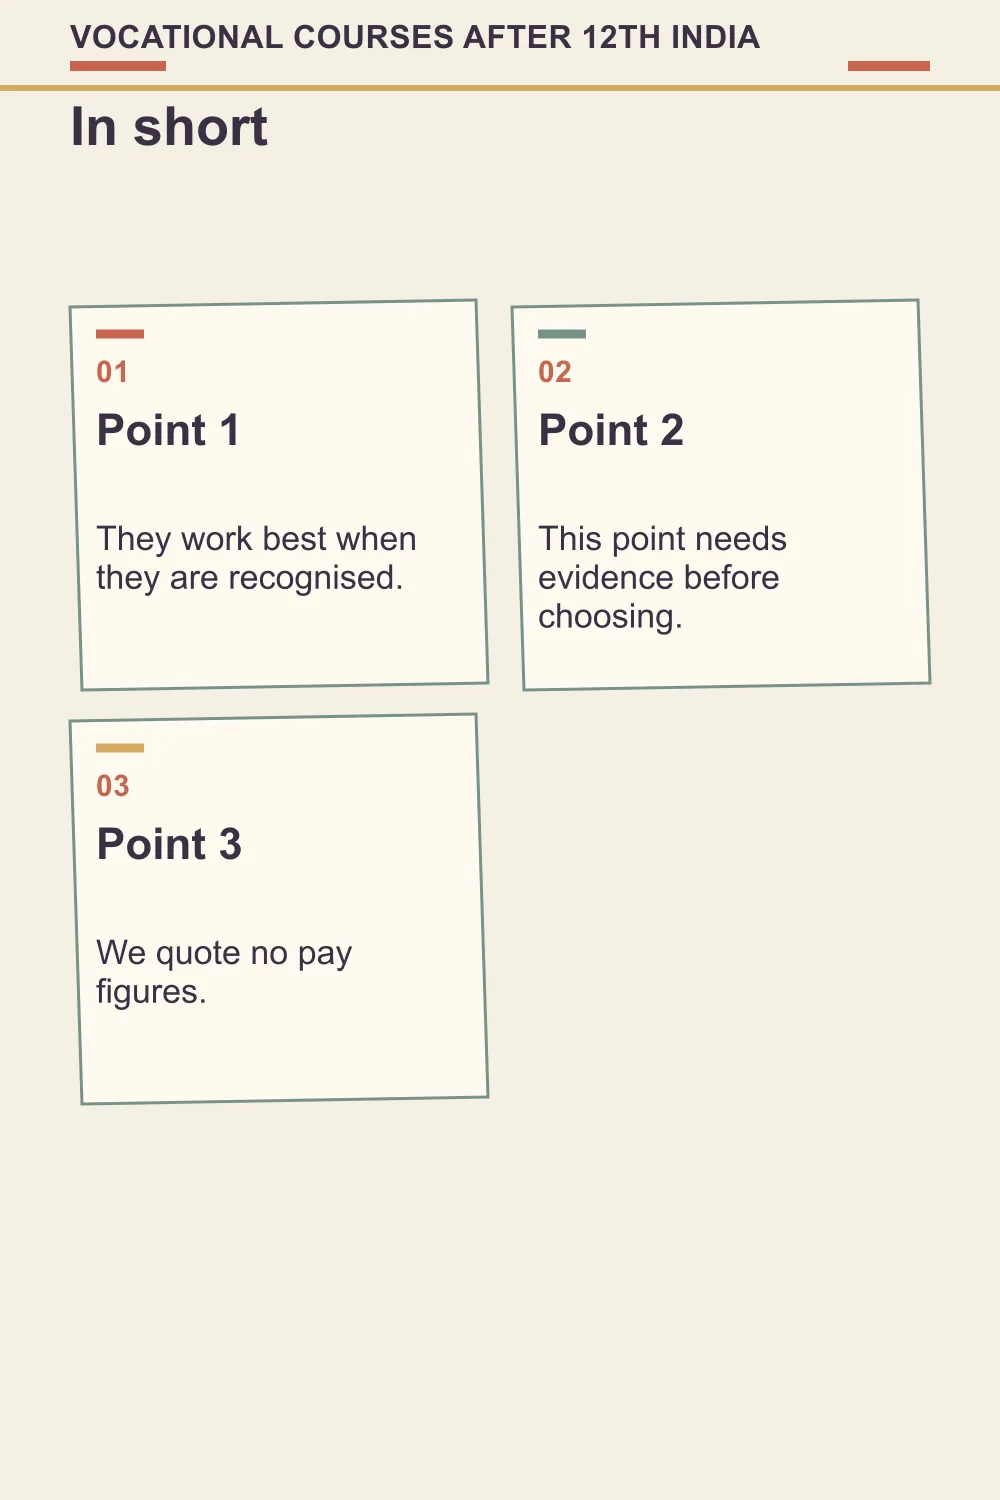 VOCATIONAL COURSES AFTER 12TH INDIA
In short
01
Point 1
They work best when
they are recognised.
02
Point 2
This point needs
evidence before
choosing.
03
Point 3
We quote no pay
figures.